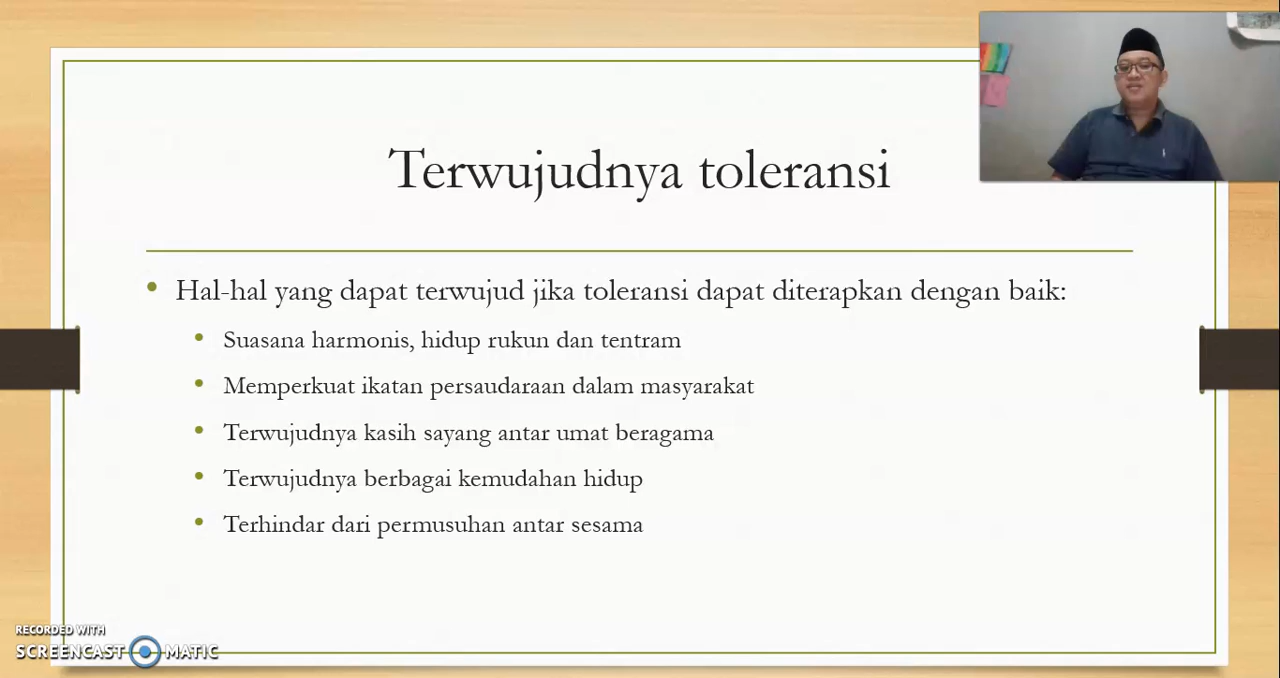 Terwujudnya toleransi
Hal-hal yang dapat terwujud jika toleransi dapat diterapkan dengan baik:
Suasana harmonis, hidup rukun dan tentram
Memperkuat ikatan persaudaraan dalam masyarakat
Terwujudnya kasih sayang antar umat beragama
Terwujudnya berbagai kemudahan hidup
Terhindar dari permusuhan antar sesama
RECORDED WITH
SCREENCAST MATIC